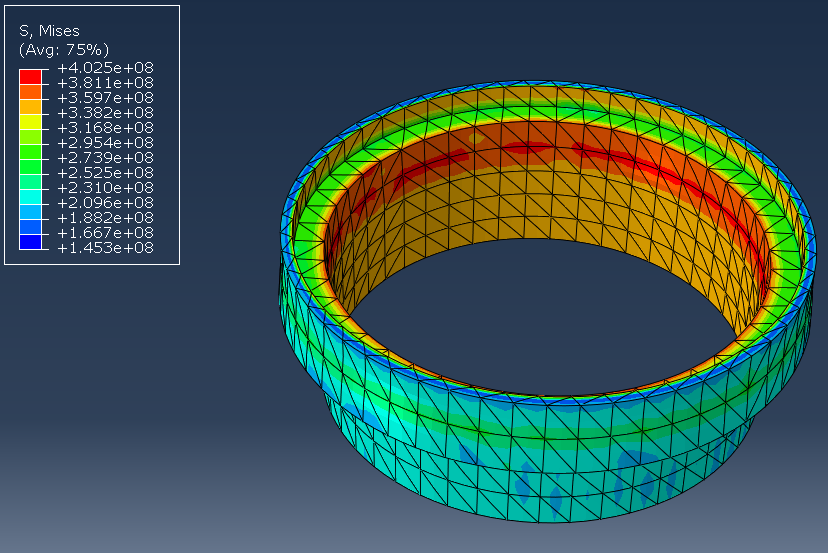 S, Mises
(Avg: 75%)
+4.025e+08
+3.811e+08
+3.597e+08
+3.382e+08
+3.168e+08
+2.954e+08
+2.739e+08
+2.525e+08
+2.310e+08
+2.096e+08
+1.882e+08
+1.667e+08
+1.453e+08